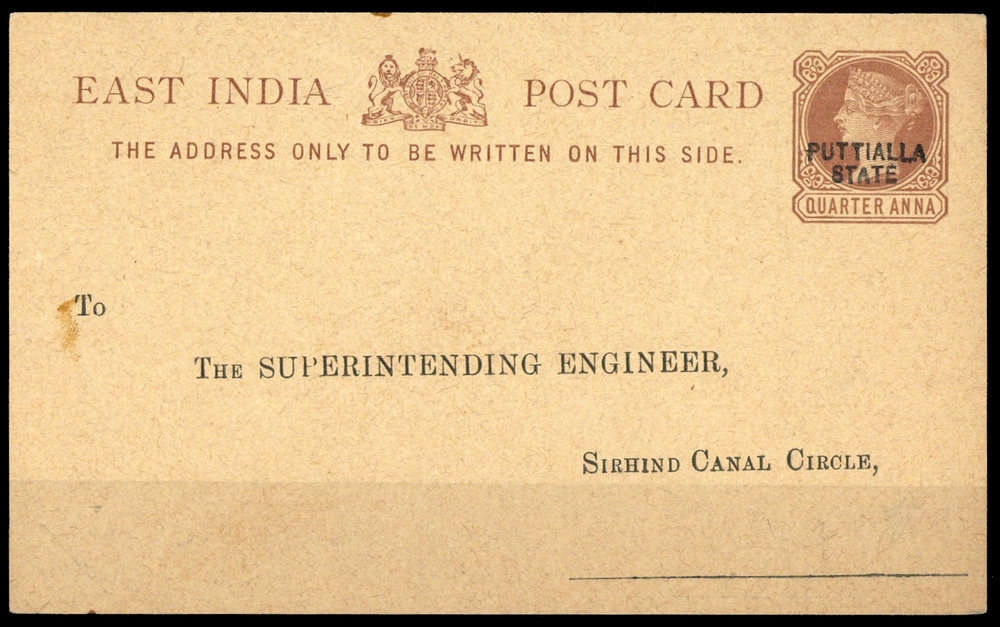 EAST INDIA POST CARD
THE ADDRESS ONLY TO BE WRITTEN ON THIS SIDE.
PUTTIALLA
STATE
QUARTER ANNA
To
The SUPERINTENDING ENGINEER,
Sirhind Canal Circle,